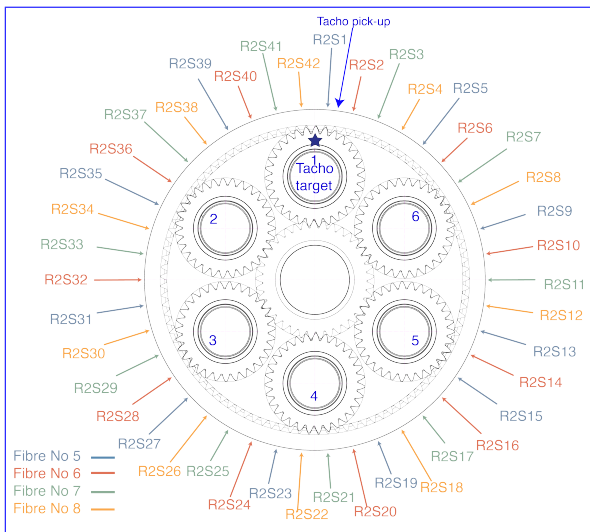 Tacho pick-up
R2S1
R2S2
R2S3
R2S4
R2S5
R2S6
R2S7
R2S8
R2S9
R2S10
R2S11
R2S12
R2S13
R2S14
R2S15
R2S16
R2S17
R2S18
R2S19
R2S20
R2S21
R2S22
R2S23
R2S24
R2S25
R2S26
R2S27
R2S28
R2S29
R2S30
R2S31
R2S32
R2S33
R2S34
R2S35
R2S36
R2S37
R2S38
R2S39
R2S40
R2S41
R2S42
1
Tacho
target
2
3
4
5
6
Fibre No 5
Fibre No 6
Fibre No 7
Fibre No 8